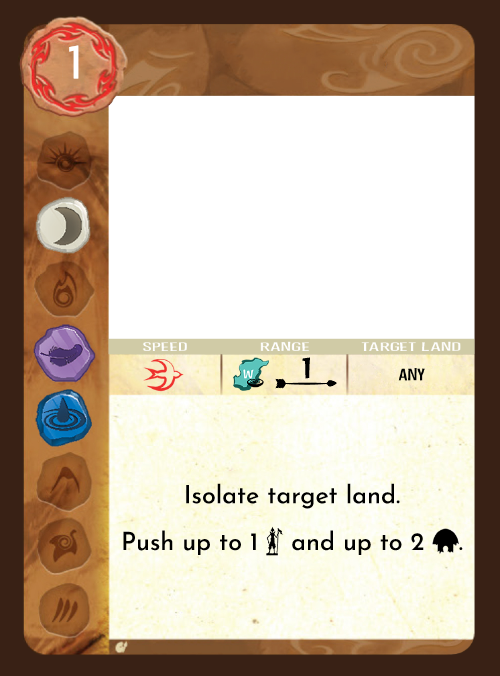 1
SPEED RANGE TARGET LAND
W 1 ANY
Isolate target land.
Push up to 1 and up to 2 .